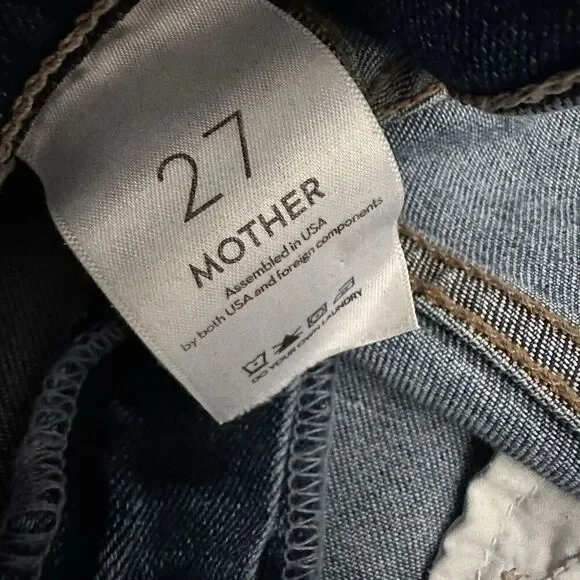 27
MOTHER
Assembled in USA
by both USA and foreign components
DO YOUR OWN LAUNDRY